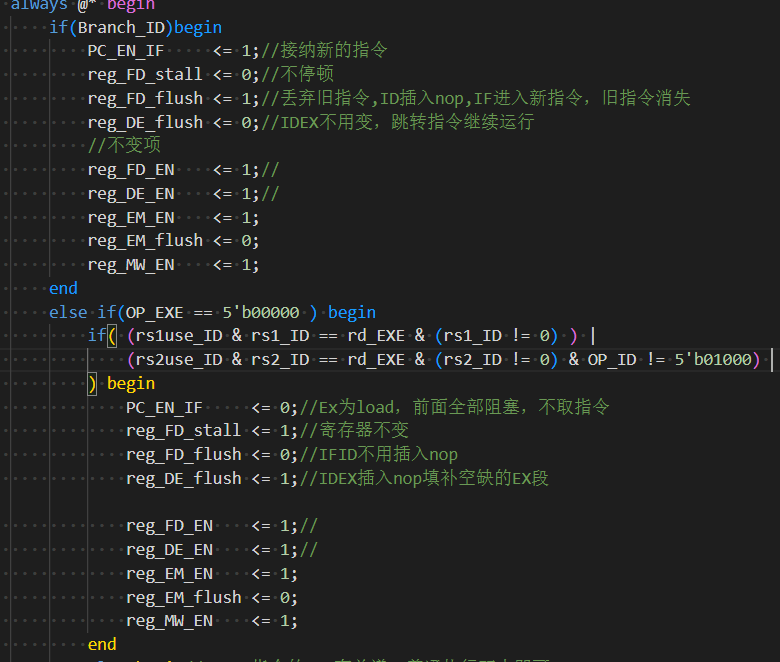 always @* begin
if(Branch_ID)begin
PC_EN_IF <= 1;//接纳新的指令
reg_FD_stall <= 0;//不停顿
reg_FD_flush <= 1;//丢弃旧指令,ID插入nop,IF进入新指令，旧指令消失
reg_DE_flush <= 0;//IDEX不用变，跳转指令继续运行
//不变项
reg_FD_EN <= 1;//
reg_DE_EN <= 1;//
reg_EM_EN <= 1;
reg_EM_flush <= 0;
reg_MW_EN <= 1;
end
else if(OP_EXE == 5'b00000 ) begin
if( (rs1use_ID & rs1_ID == rd_EXE & (rs1_ID != 0) ) |
(rs2use_ID & rs2_ID == rd_EXE & (rs2_ID != 0) & OP_ID != 5'b01000)
) begin
PC_EN_IF <= 0;//Ex为load，前面全部阻塞，不取指令
reg_FD_stall <= 1;//寄存器不变
reg_FD_flush <= 0;//IFID不用插入nop
reg_DE_flush <= 1;//IDEX插入nop填补空缺的EX段
reg_FD_EN <= 1;//
reg_DE_EN <= 1;//
reg_EM_EN <= 1;
reg_EM_flush <= 0;
reg_MW_EN <= 1;
end